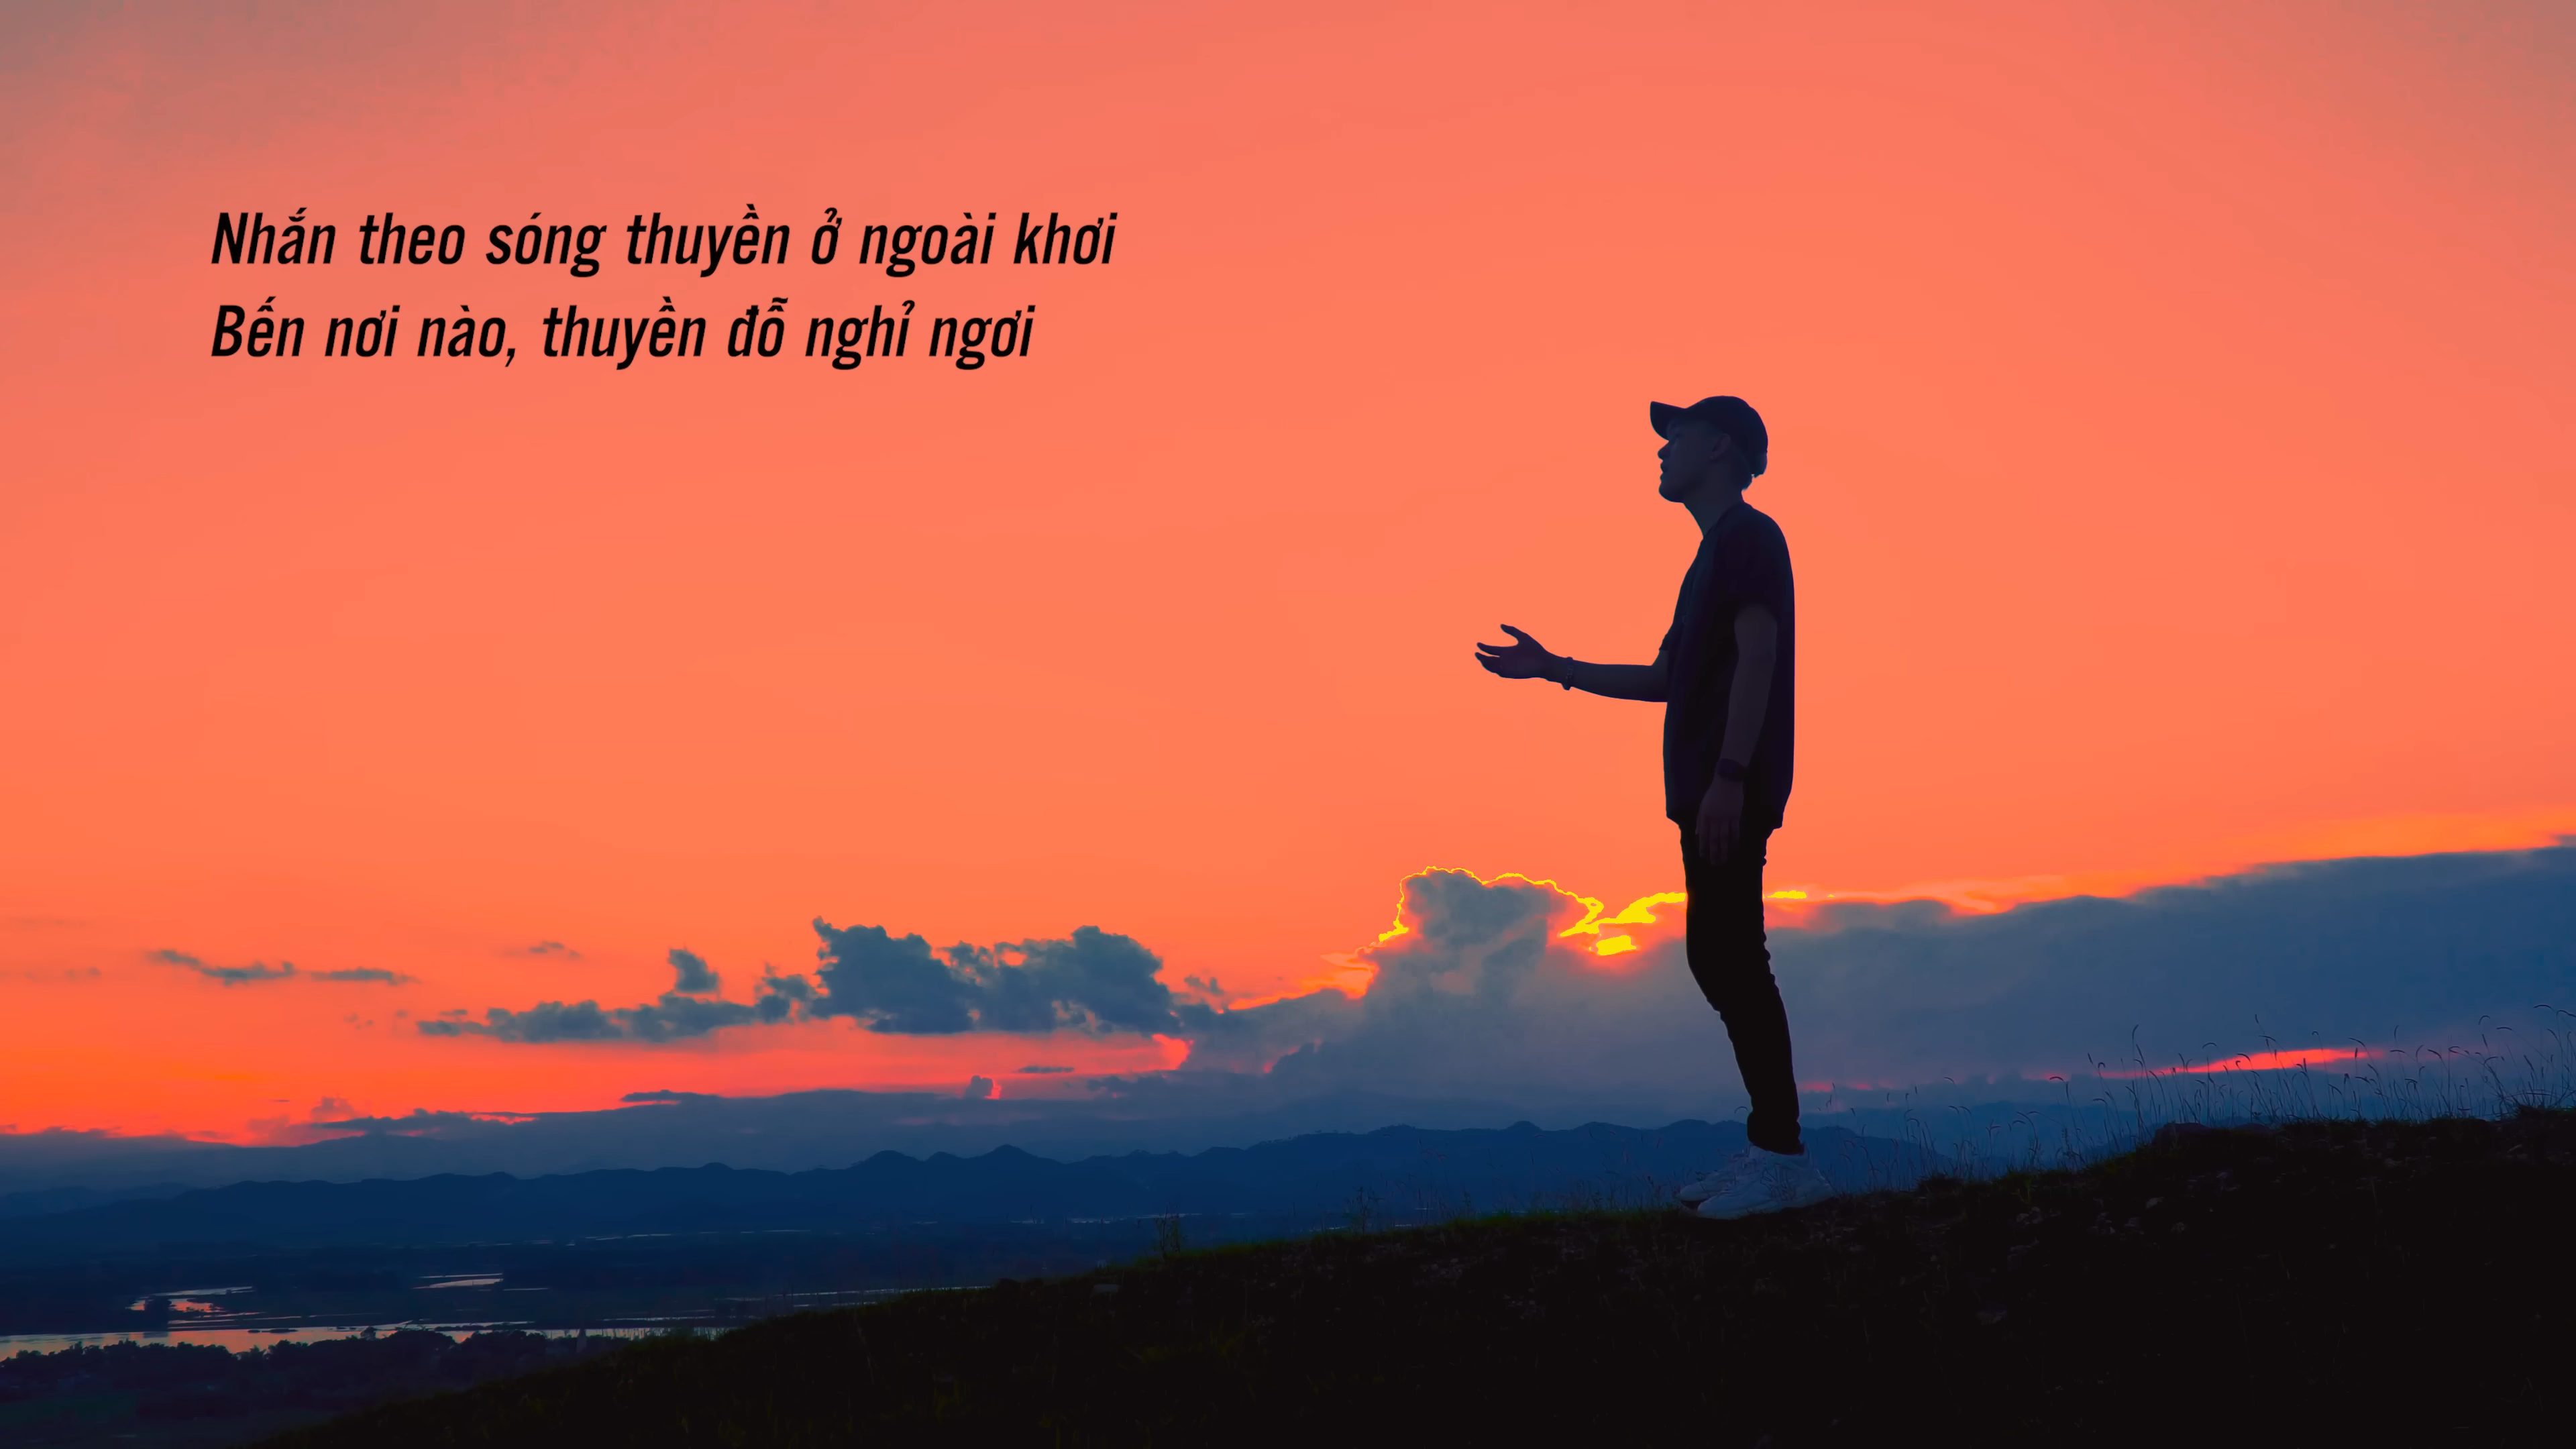 Nhắn theo sóng thuyền ở ngoài khơi
Bến nơi nào, thuyền đỗ nghỉ ngơi